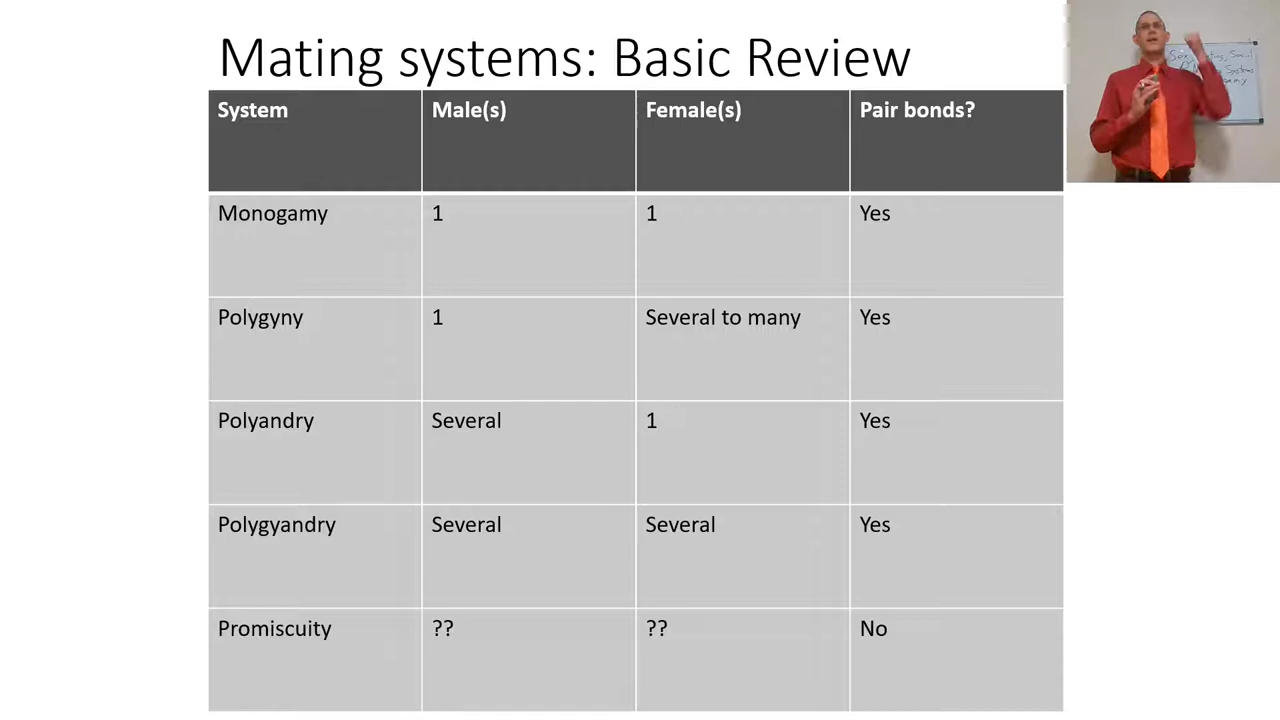 Mating systems: Basic Review
System Male(s) Female(s) Pair bonds?
Monogamy 1 1 Yes
Polygyny 1 Several to many Yes
Polyandry Several 1 Yes
Polygyandry Several Several Yes
Promiscuity ?? ?? No
Systems